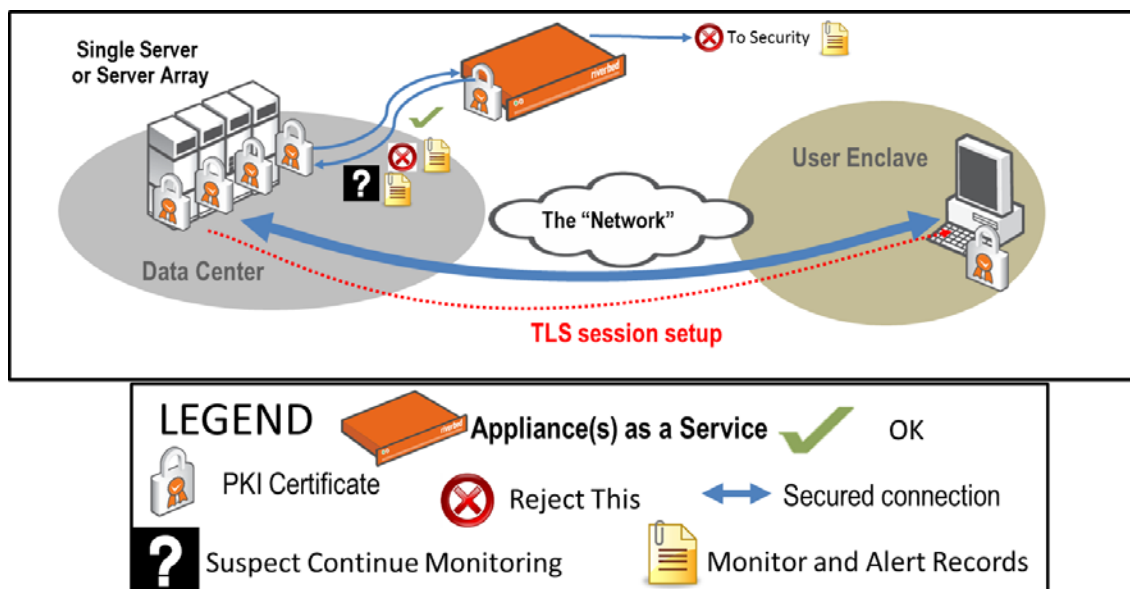 Single Server
or Server Array
riverbed
To Security
User Enclave
The “Network”
Data Center
TLS session setup
LEGEND
riverbed
Appliance(s) as a Service
OK
PKI Certificate
Reject This
Secured connection
?
Suspect Continue Monitoring
Monitor and Alert Records
?